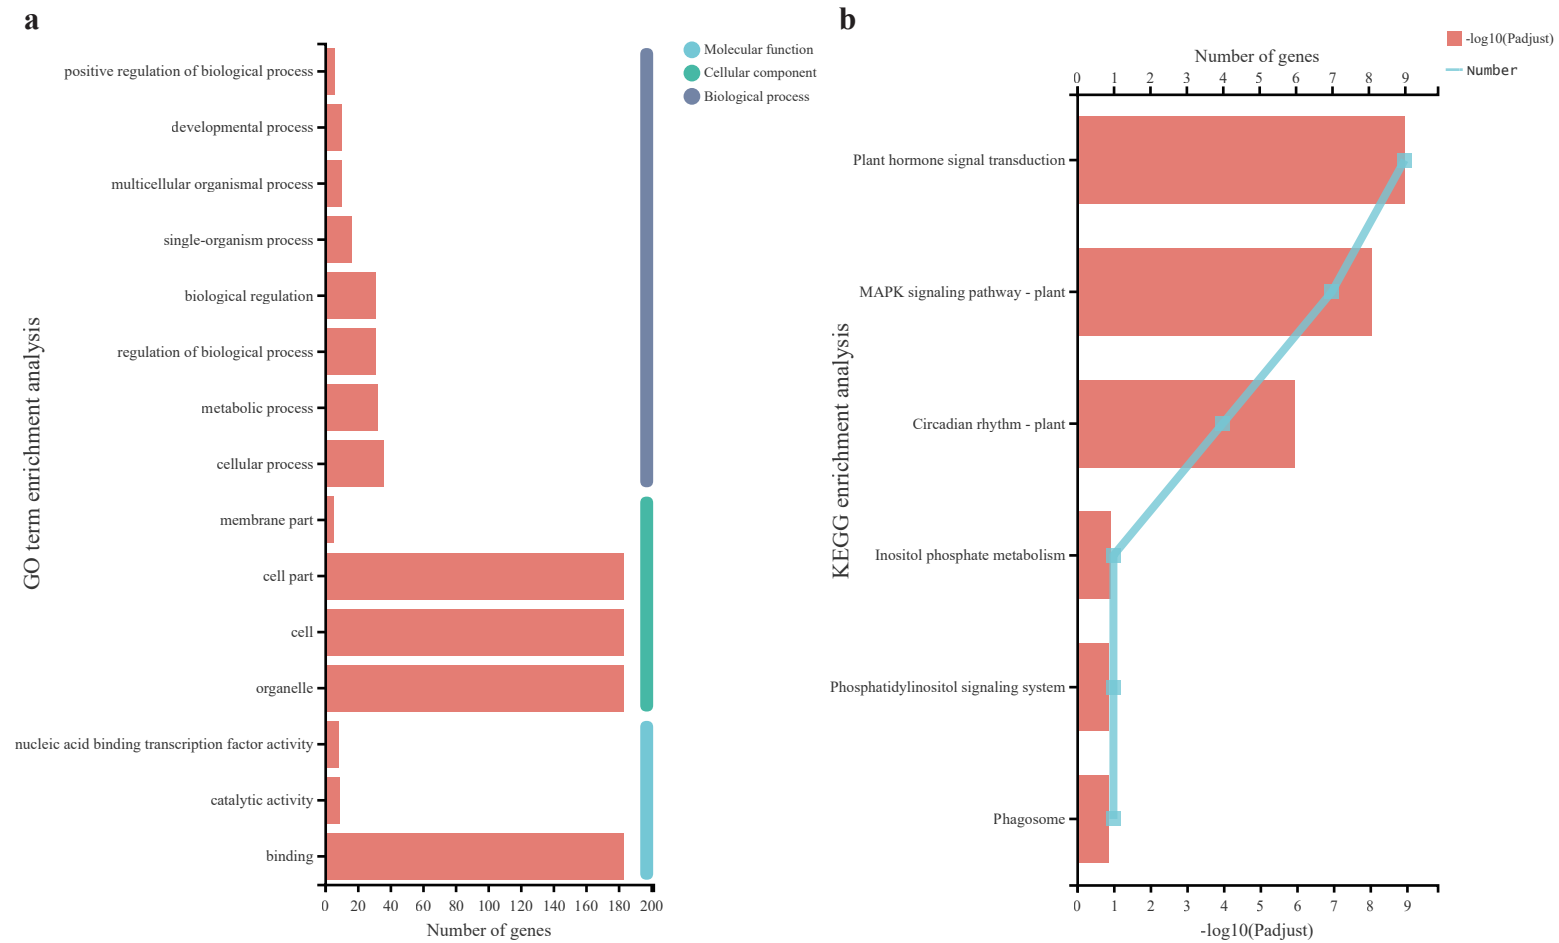 a
GO term enrichment analysis
positive regulation of biological process
developmental process
multicellular organismal process
single-organism process
biological regulation
regulation of biological process
metabolic process
cellular process
membrane part
cell part
cell
organelle
nucleic acid binding transcription factor activity
catalytic activity
binding
0 20 40 60 80 100 120 140 160 180 200
Number of genes
Molecular function
Cellular component
Biological process
b
-log10(Padjust)
Number
Number of genes
0 1 2 3 4 5 6 7 8 9
KEGG enrichment analysis
Plant hormone signal transduction
MAPK signaling pathway - plant
Circadian rhythm - plant
Inositol phosphate metabolism
Phosphatidylinositol signaling system
Phagosome
0 1 2 3 4 5 6 7 8 9
-log10(Padjust)